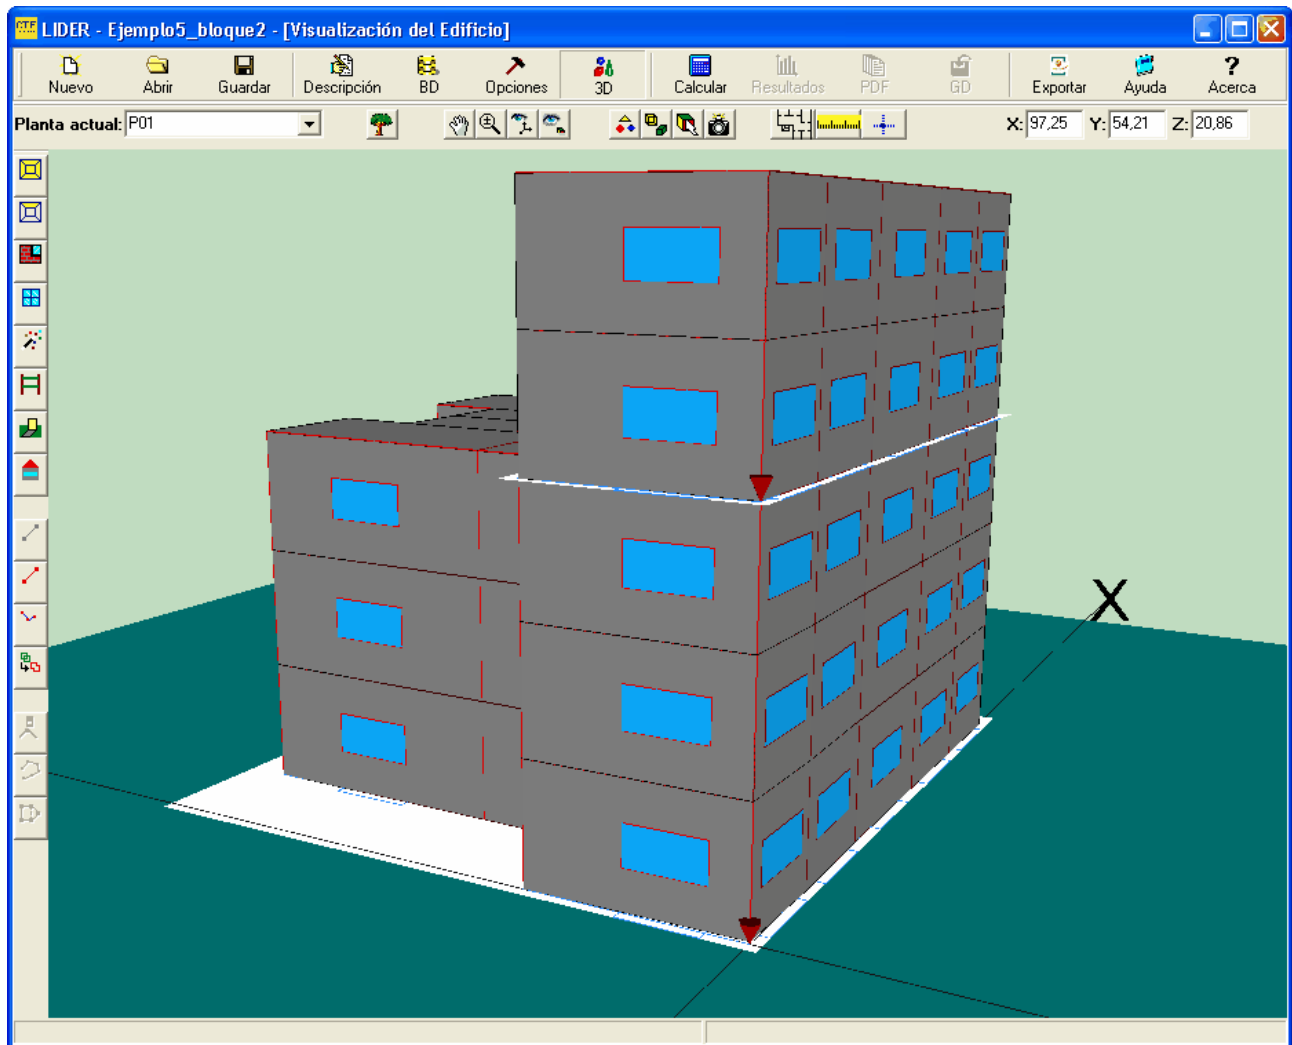 CTE LIDER - Ejemplo5_bloque2 - [Visualización del Edificio]
Nuevo Abrir Guardar Descripción BD Opciones 3D Calcular Resultados PDF GD Exportar Ayuda Acerca
Planta actual: P01 X: 97,25 Y: 54,21 Z: 20,86
X